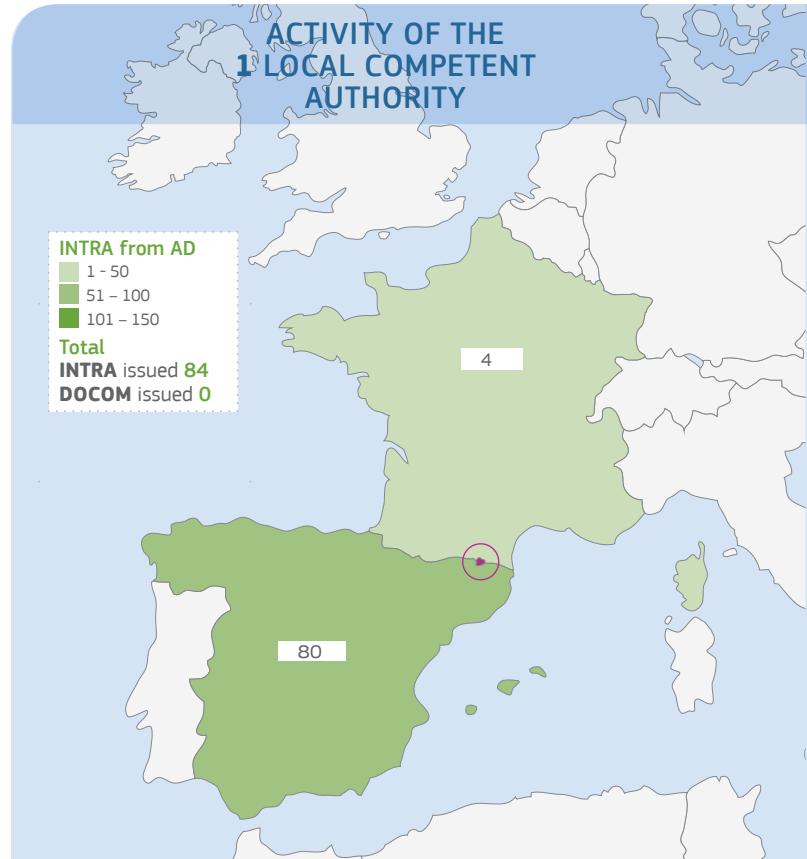 ACTIVITY OF THE
1 LOCAL COMPETENT
AUTHORITY
INTRA from AD
1 - 50
51 – 100
101 – 150
Total
INTRA issued 84
DOCOM issued 0
4
80